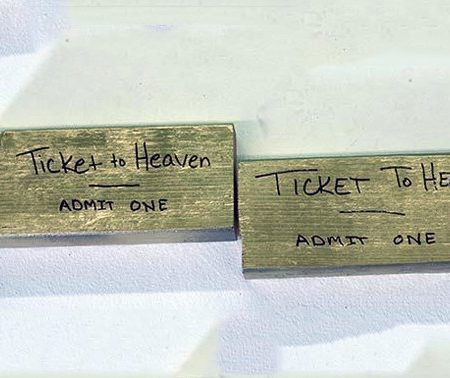 Ticket to Heaven
ADMIT ONE
TICKET To HE
ADMIT ONE